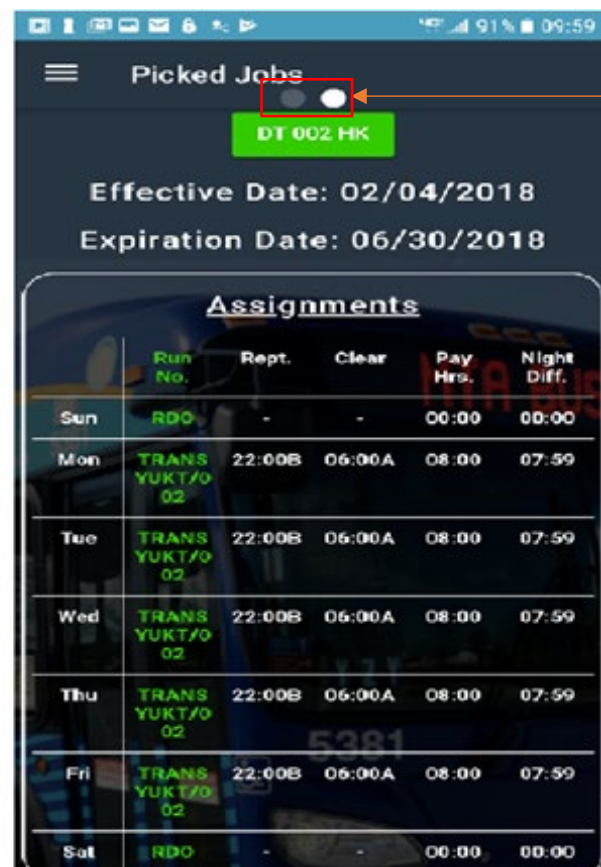 91% 09:59
Picked Jobs
DT 002 HK
Effective Date: 02/04/2018
Expiration Date: 06/30/2018
Assignments
Run No. Rept. Clear Pay Hrs. Night Diff.
Sun RDO - - 00:00 00:00
Mon TRANS YUKT/0 02 22:00B 06:00A 08:00 07:59
Tue TRANS YUKT/0 02 22:00B 06:00A 08:00 07:59
Wed TRANS YUKT/0 02 22:00B 06:00A 08:00 07:59
Thu TRANS YUKT/0 02 22:00B 06:00A 08:00 07:59
Fri TRANS YUKT/0 02 22:00B 06:00A 08:00 07:59
Sat RDO - - 00:00 00:00
MTA BUS
5381